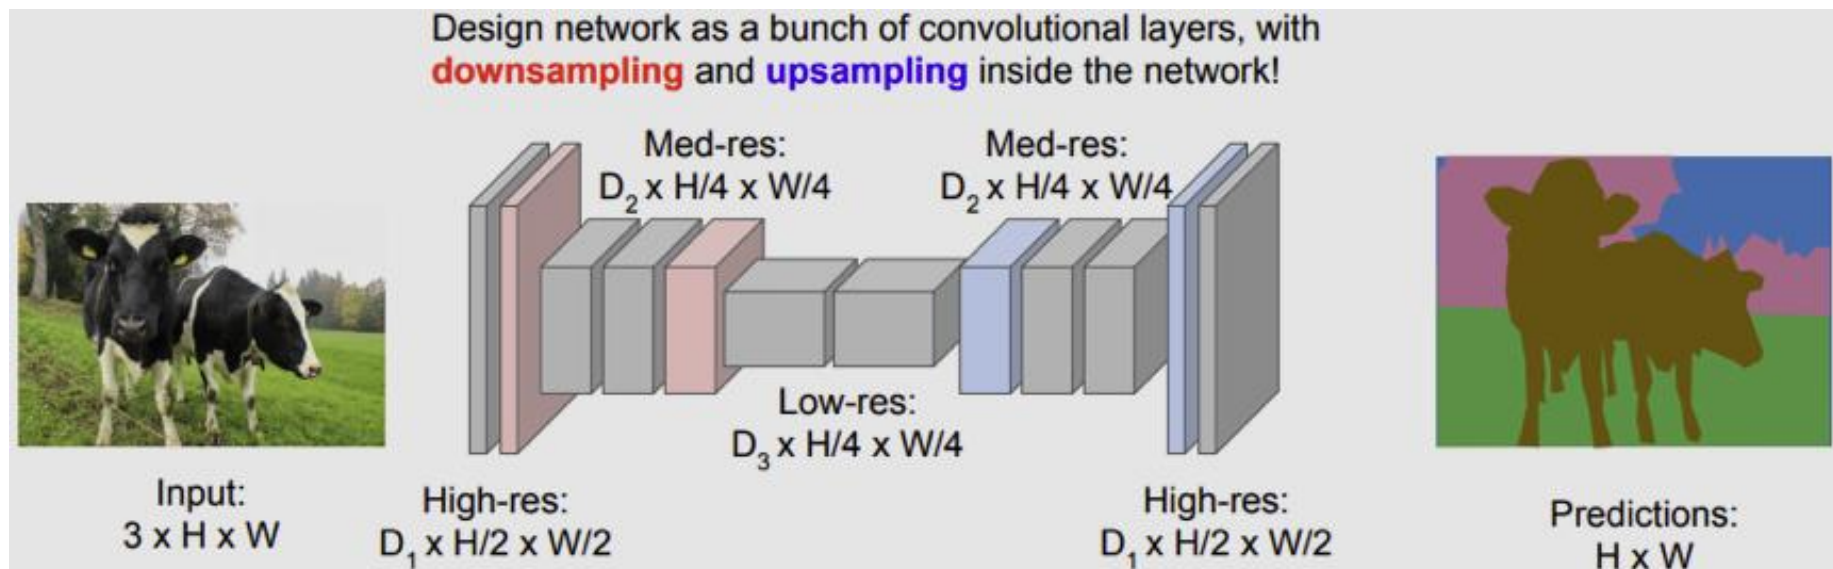 Design network as a bunch of convolutional layers, with
downsampling and upsampling inside the network!
Med-res:
D₂ x H/4 x W/4
Med-res:
D₂ x H/4 x W/4
Low-res:
D₃ x H/4 x W/4
Input:
3 x H x W
High-res:
D₁ x H/2 x W/2
High-res:
D₁ x H/2 x W/2
Predictions:
H x W